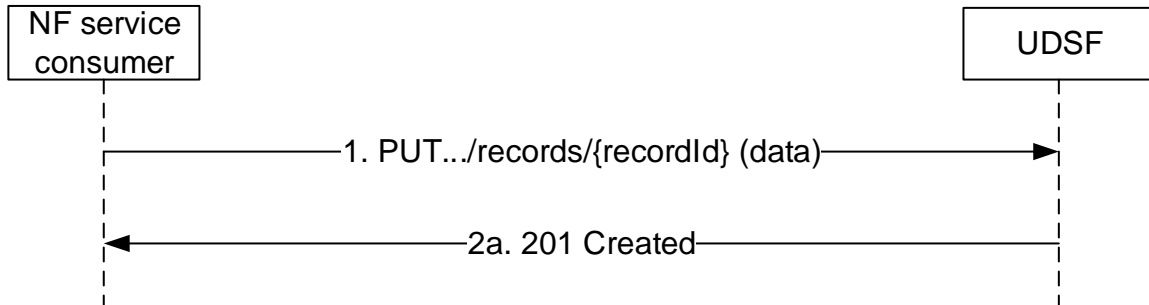 NF service
consumer
UDSF
1. PUT.../records/{recordId} (data)
2a. 201 Created